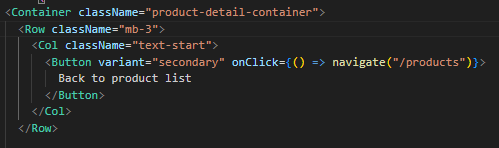 <Container className="product-detail-container">
<Row className="mb-3">
<Col className="text-start">
<Button variant="secondary" onClick={() => navigate("/products")}>
Back to product list
</Button>
</Col>
</Row>